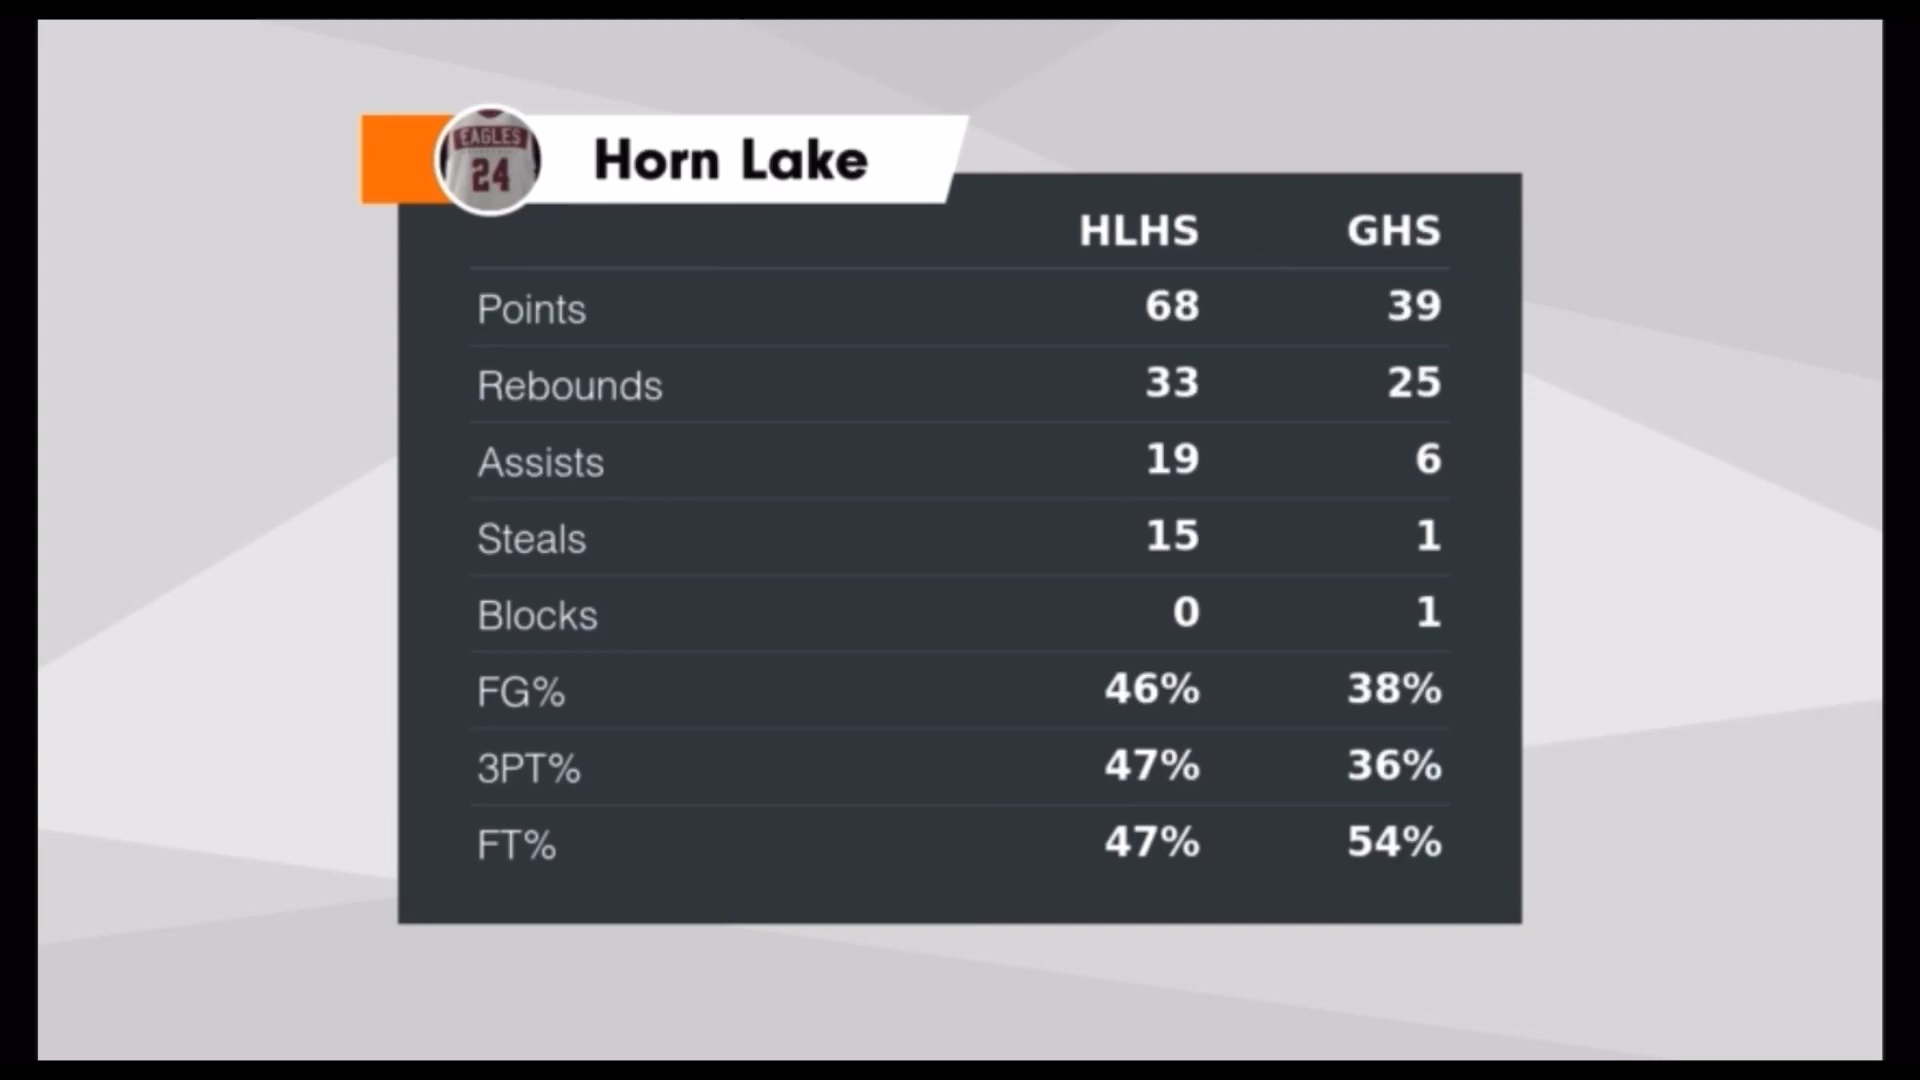 EAGLES
24
Horn Lake
HLHS GHS
Points 68 39
Rebounds 33 25
Assists 19 6
Steals 15 1
Blocks 0 1
FG% 46% 38%
3PT% 47% 36%
FT% 47% 54%